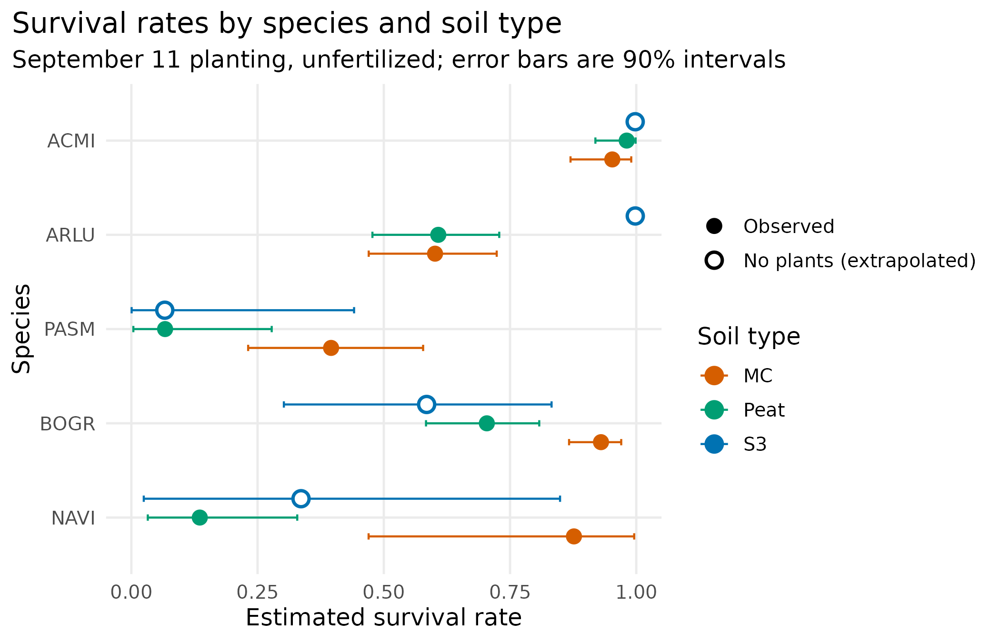 Survival rates by species and soil type
September 11 planting, unfertilized; error bars are 90% intervals
Species
ACMI
ARLU
PASM
BOGR
NAVI
0.00 0.25 0.50 0.75 1.00
Estimated survival rate
Observed
No plants (extrapolated)
Soil type
MC
Peat
S3